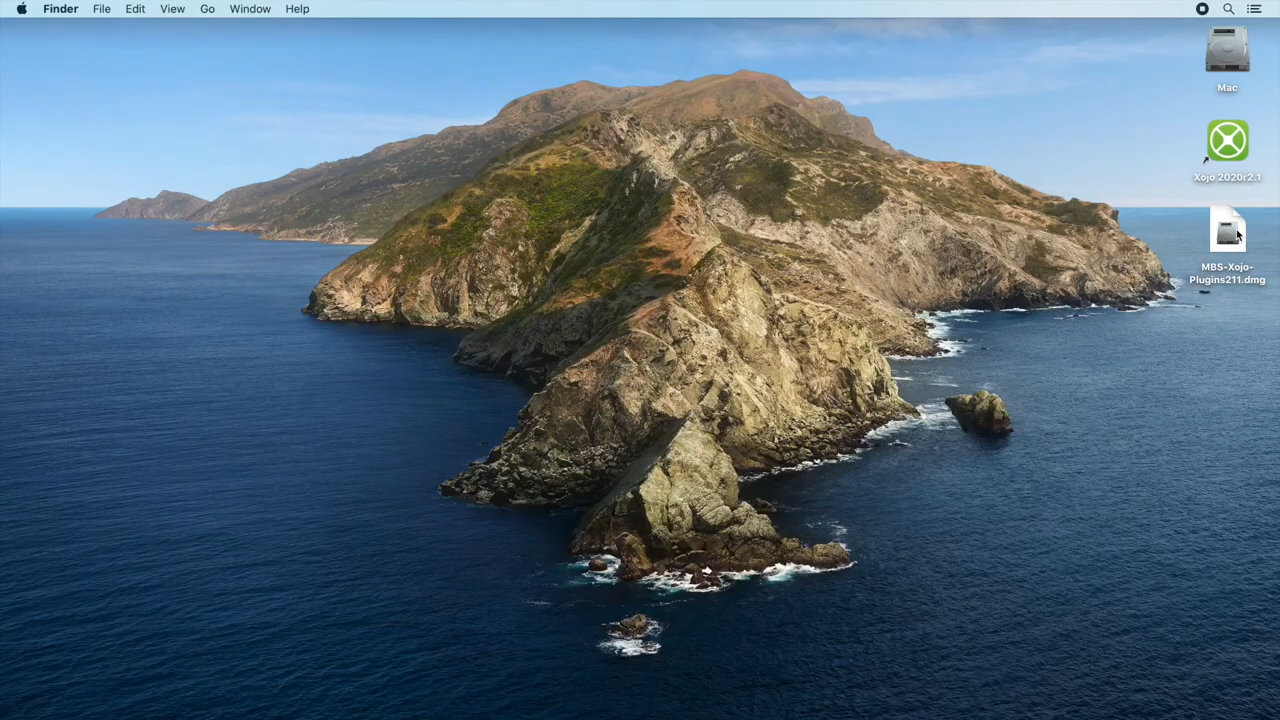 Finder File Edit View Go Window Help
Mac
Xojo 2020r2.1
MBS-Xojo-
Plugins211.dmg